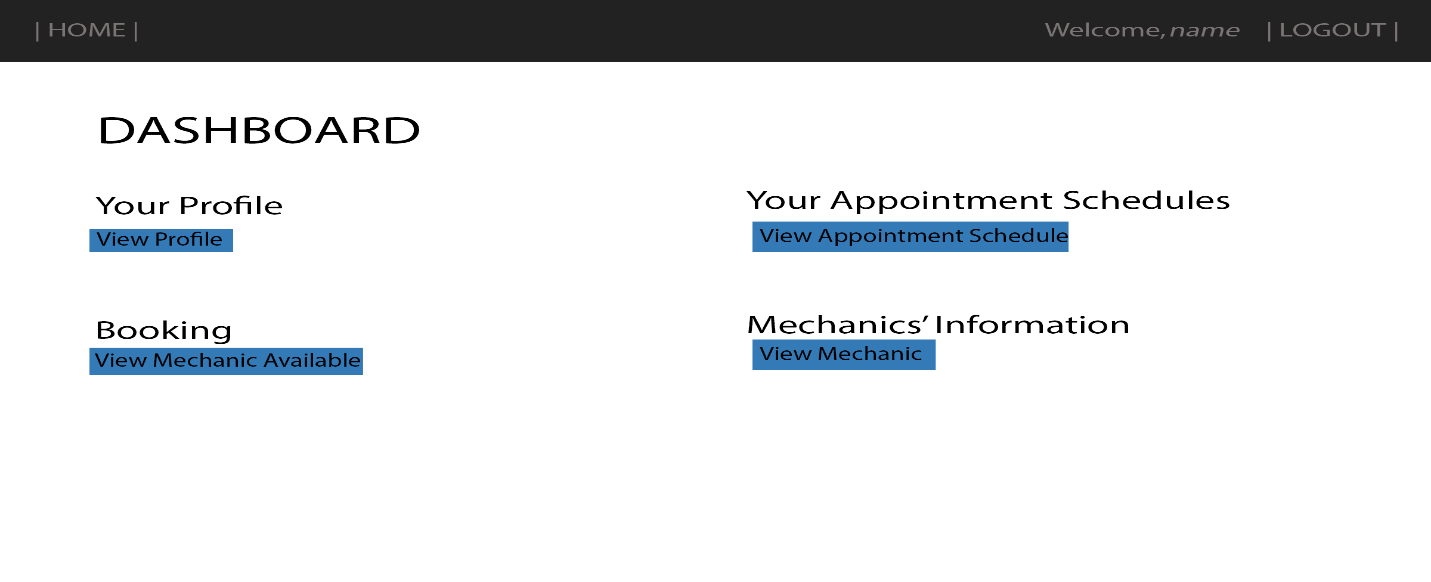 | HOME |
Welcome, name | LOGOUT |
DASHBOARD
Your Profile
View Profile
Your Appointment Schedules
View Appointment Schedule
Booking
View Mechanic Available
Mechanics’ Information
View Mechanic